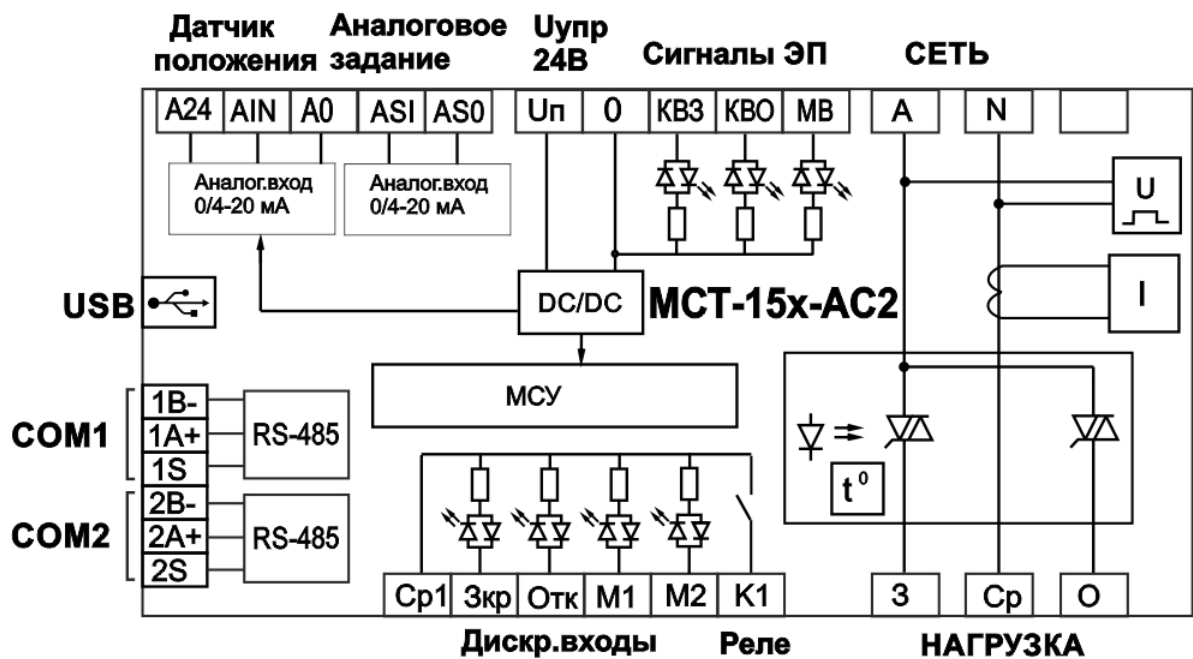 Датчик положения
Аналоговое задание
Uупр 24В
Сигналы ЭП
СЕТЬ
A24 AIN A0 ASI AS0 Uп 0 КВЗ КВО МВ A N
Аналог.вход 0/4-20 мА
Аналог.вход 0/4-20 мА
U
USB
DC/DC
МСТ-15х-АС2
I
МСУ
COM1
1B-
1A+
1S
RS-485
COM2
2B-
2A+
2S
RS-485
t⁰
Ср1 Зкр Отк М1 М2 К1 З Ср О
Дискр.входы
Реле
НАГРУЗКА